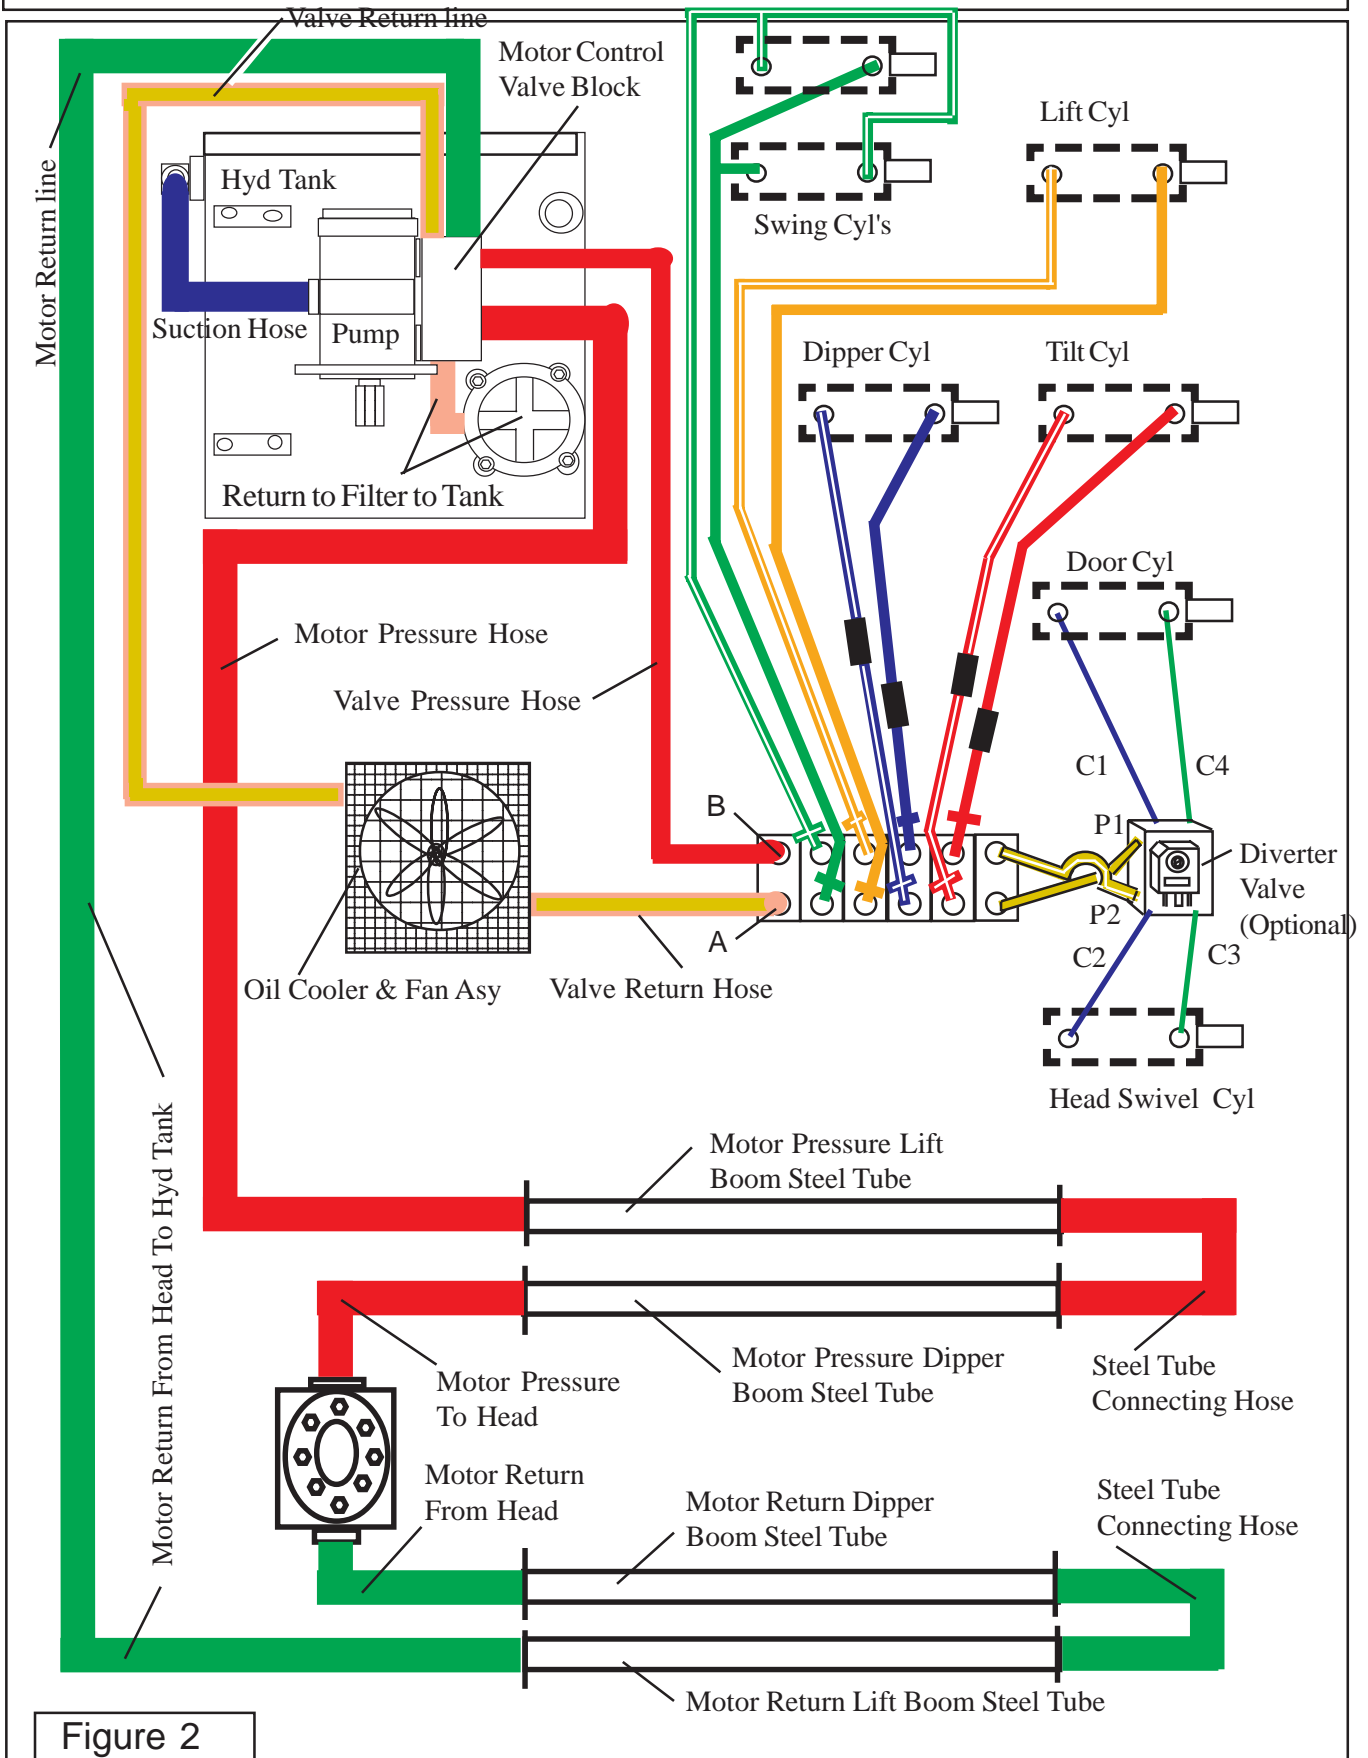 Valve Return line
Motor Control
Valve Block
Lift Cyl
Motor Return line
Hyd Tank
Swing Cyl's
Suction Hose
Pump
Dipper Cyl
Tilt Cyl
Return to Filter to Tank
Door Cyl
Motor Pressure Hose
Valve Pressure Hose
C1
C4
B
P1
Diverter
Valve
(Optional)
P2
A
C2
C3
Oil Cooler & Fan Asy
Valve Return Hose
Head Swivel Cyl
Motor Return From Head To Hyd Tank
Motor Pressure Lift
Boom Steel Tube
Motor Pressure Dipper
Boom Steel Tube
Steel Tube
Connecting Hose
Motor Pressure
To Head
Motor Return
From Head
Motor Return Dipper
Boom Steel Tube
Steel Tube
Connecting Hose
Motor Return Lift Boom Steel Tube
Figure 2